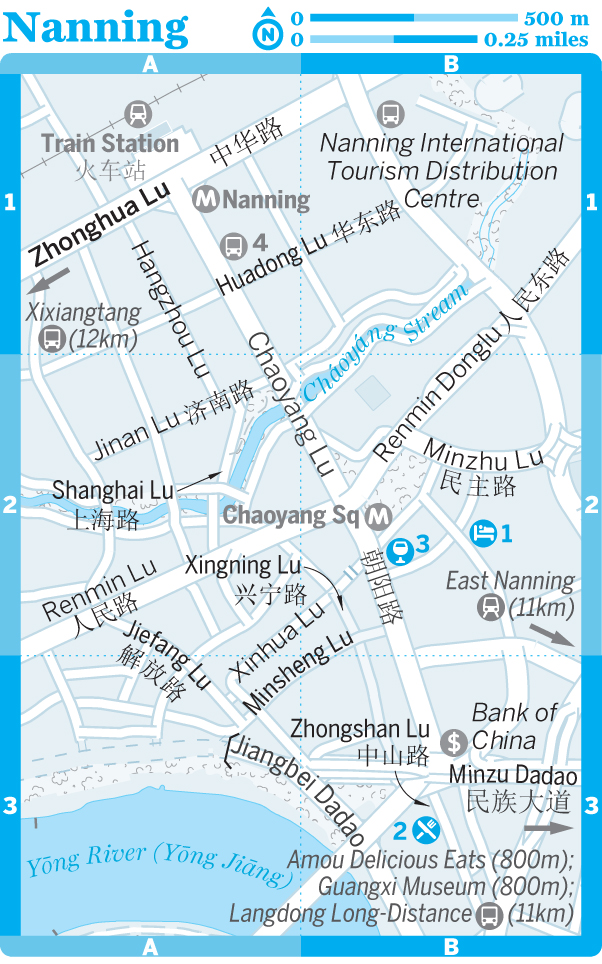 Nanning
N
0 500 m
0 0.25 miles
A
B
Train Station
火车站
中华路
Nanning International
Tourism Distribution
Centre
1
1
M Nanning
Zhonghua Lu
4
Huadong Lu 华东路
Hangzhou Lu
Xixiangtang
(12km)
Chaoyang Lu
Cháoyáng Stream
Renmin Donglu 人民东路
Jinan Lu 济南路
Minzhu Lu
民主路
Shanghai Lu
上海路
2
2
Chaoyang Sq M
3
1
Xingning Lu
兴宁路
朝阳路
East Nanning
(11km)
Renmin Lu
人民路
Jiefang Lu
解放路
Xinhua Lu
Minsheng Lu
Zhongshan Lu
中山路
Bank of
China
$
Jiangbei Dadao
Minzu Dadao
民族大道
3
3
2
Yōng River (Yōng Jiāng)
Amou Delicious Eats (800m);
Guangxi Museum (800m);
Langdong Long-Distance (11km)
A
B